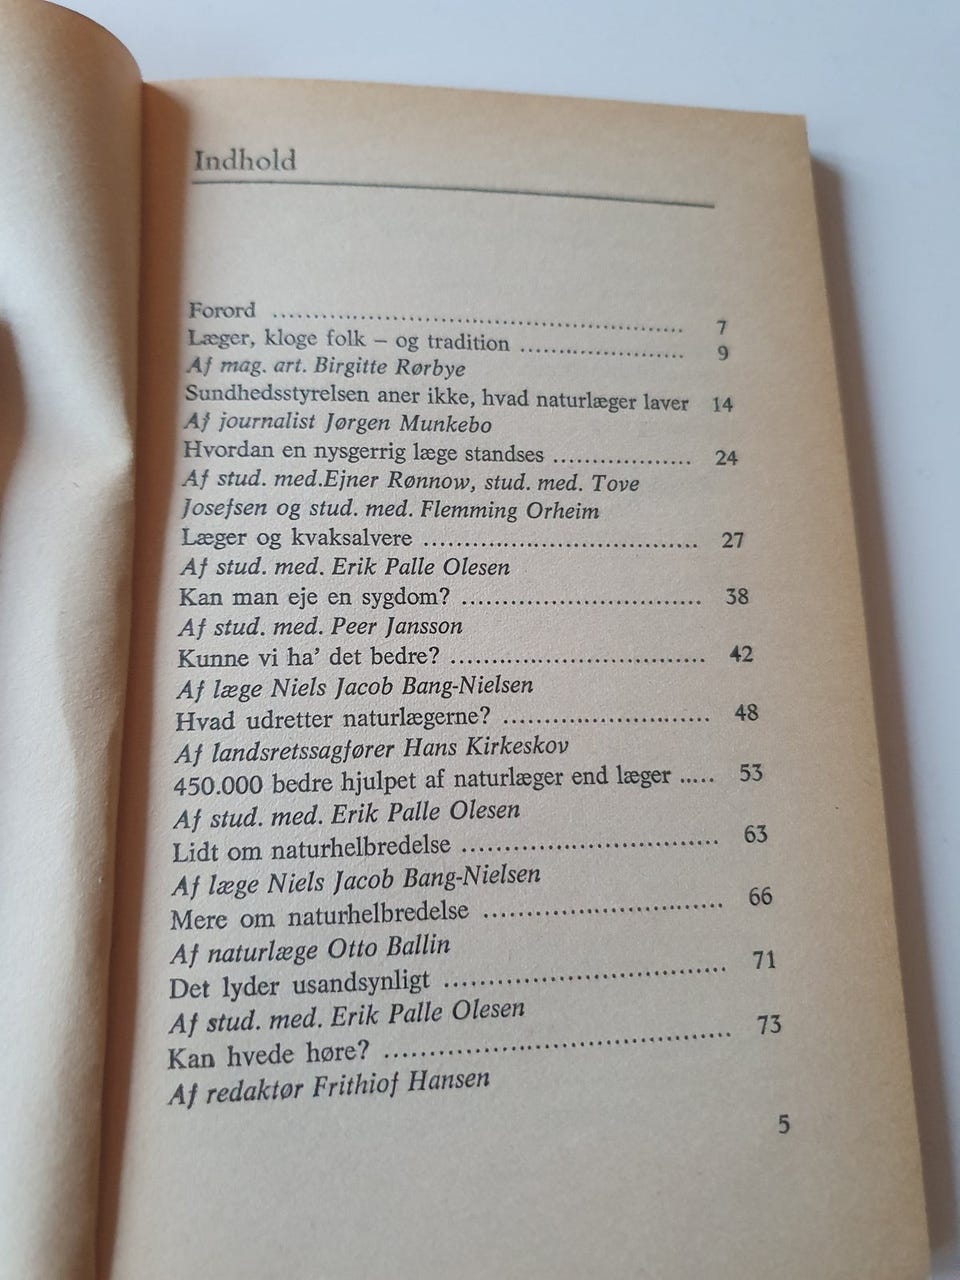 Indhold
Forord ........................................................ 7
Læger, kloge folk – og tradition ........................ 9
Af mag. art. Birgitte Rørbye
Sundhedsstyrelsen aner ikke, hvad naturlæger laver 14
Af journalist Jørgen Munkebo
Hvordan en nysgerrig læge standses .................. 24
Af stud. med.Ejner Rønnow, stud. med. Tove
Josefsen og stud. med. Flemming Orheim
Læger og kvaksalvere .................................... 27
Af stud. med. Erik Palle Olesen
Kan man eje en sygdom? ............................... 38
Af stud. med. Peer Jansson
Kunne vi ha' det bedre? ................................. 42
Af læge Niels Jacob Bang-Nielsen
Hvad udretter naturlægerne? ........................... 48
Af landsretssagfører Hans Kirkeskov
450.000 bedre hjulpet af naturlæger end læger ..... 53
Af stud. med. Erik Palle Olesen
Lidt om naturhelbredelse ................................. 63
Af læge Niels Jacob Bang-Nielsen
Mere om naturhelbredelse ............................... 66
Af naturlæge Otto Ballin
Det lyder usandsynligt .................................... 71
Af stud. med. Erik Palle Olesen
Kan hvede høre? ............................................ 73
Af redaktør Frithiof Hansen
5